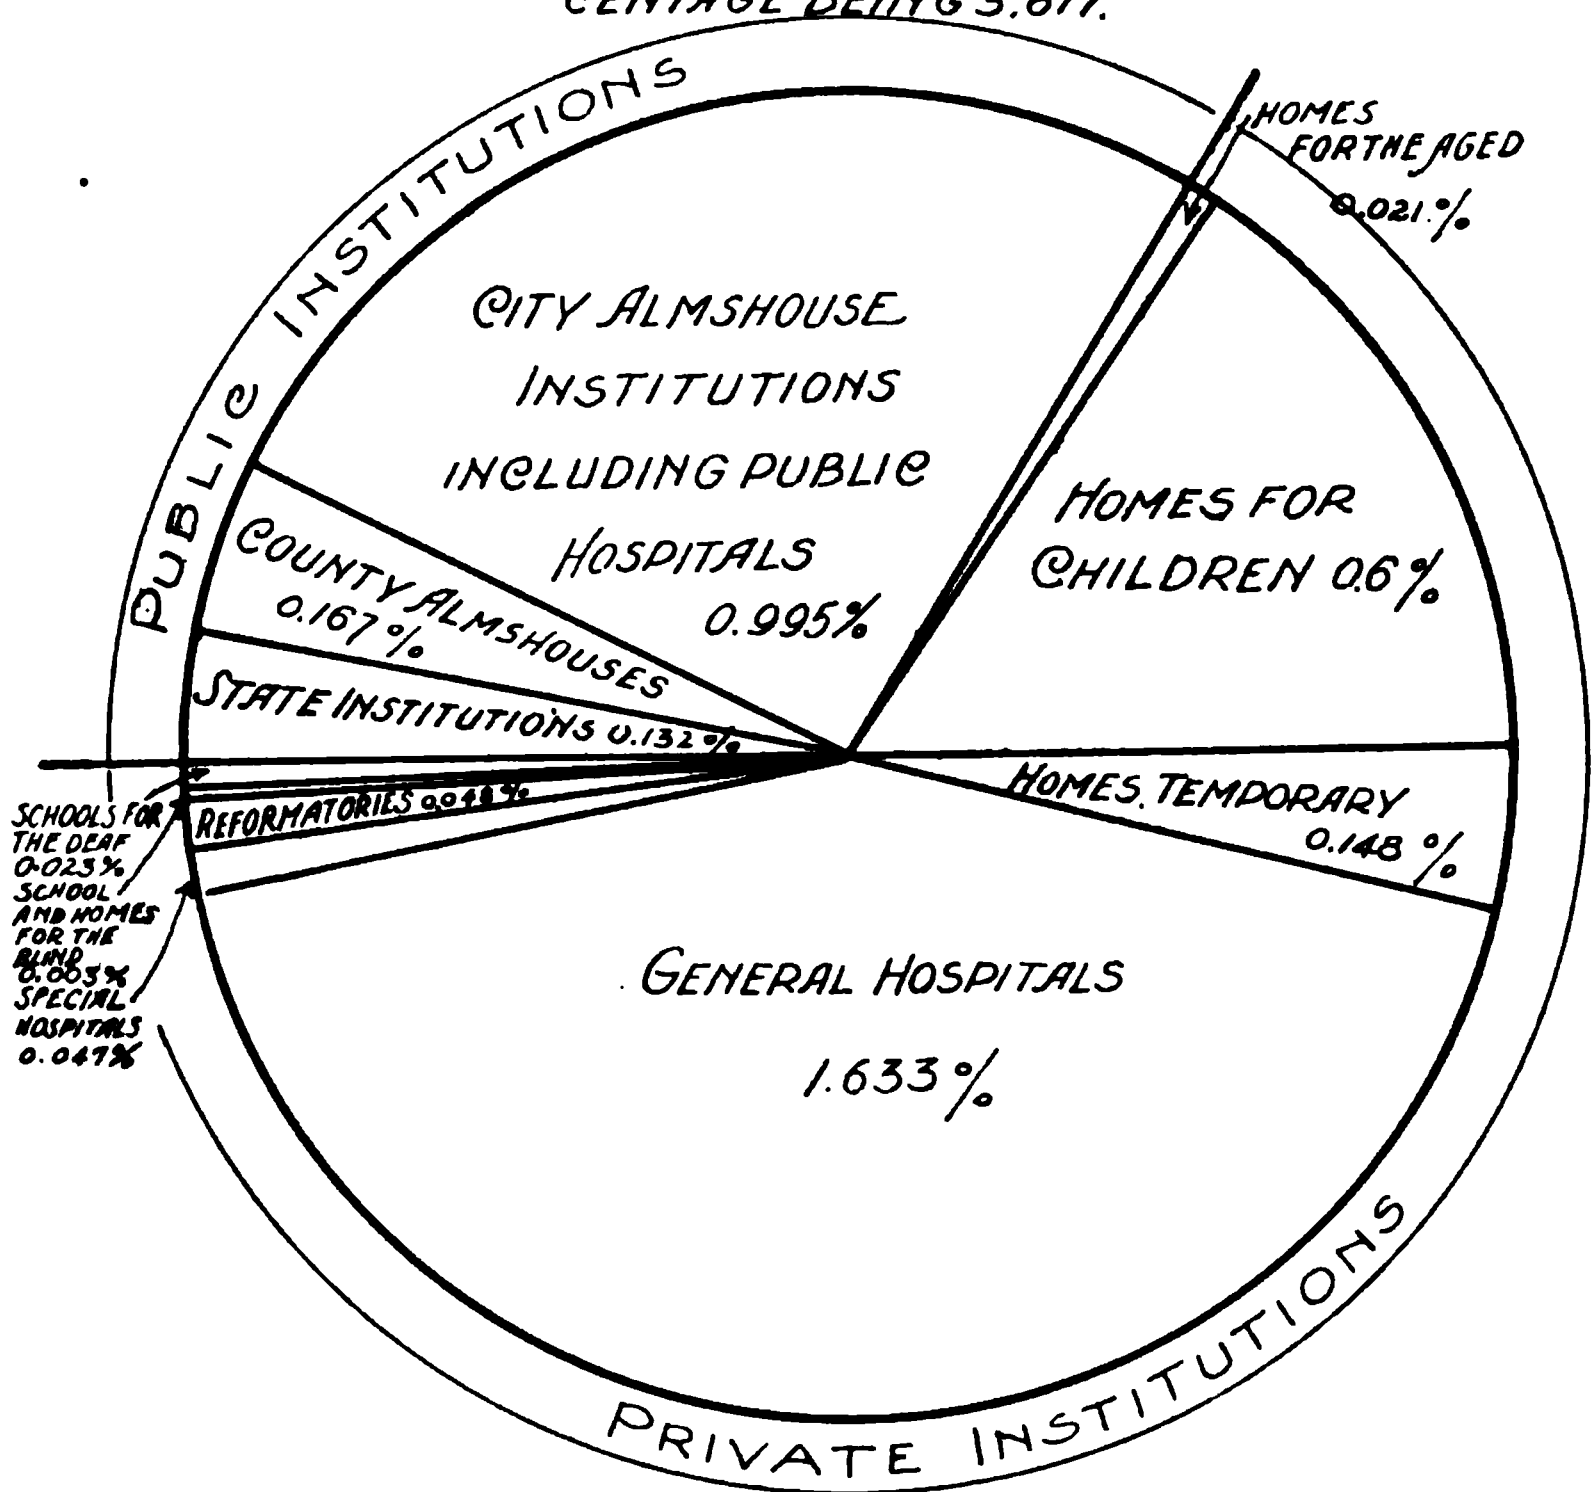 CENTAGE BEING 3.817.
PUBLIC INSTITUTIONS
HOMES
FOR THE AGED
0.021.%
CITY ALMSHOUSE
INSTITUTIONS
INCLUDING PUBLIC
HOSPITALS
0.995%
HOMES FOR
CHILDREN 0.6%
COUNTY ALMSHOUSES
0.167%
STATE INSTITUTIONS 0.132%
HOMES, TEMPORARY
0.148 %
REFORMATORIES 0.048%
SCHOOLS FOR
THE DEAF
0.023%
SCHOOL
AND HOMES
FOR THE
BLIND
0.003%
SPECIAL
HOSPITALS
0.047%
GENERAL HOSPITALS
1.633%
PRIVATE INSTITUTIONS